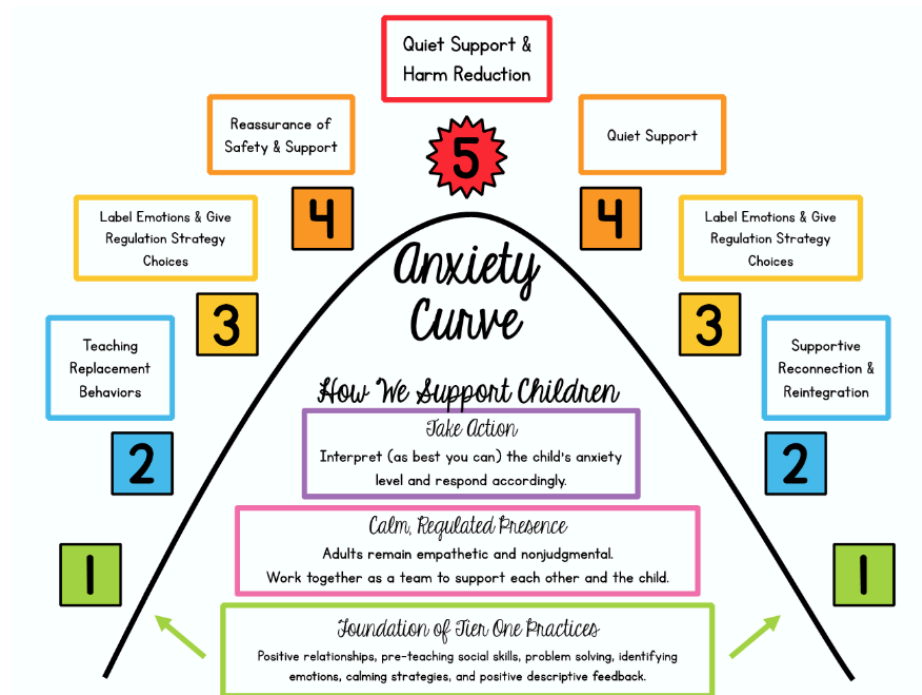 Quiet Support &
Harm Reduction
5
Reassurance of
Safety & Support
4
Quiet Support
4
Label Emotions & Give
Regulation Strategy
Choices
3
Label Emotions & Give
Regulation Strategy
Choices
3
Teaching
Replacement
Behaviors
2
Supportive
Reconnection &
Reintegration
2
1
1
Anxiety
Curve
How We Support Children
Take Action
Interpret (as best you can) the child's anxiety
level and respond accordingly.
Calm, Regulated Presence
Adults remain empathetic and nonjudgmental.
Work together as a team to support each other and the child.
Foundation of Tier One Practices
Positive relationships, pre-teaching social skills, problem solving, identifying
emotions, calming strategies, and positive descriptive feedback.